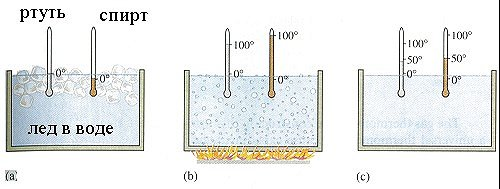 ртуть спирт
0° 0°
лед в воде
(a)
100° 100°
0° 0°
(b)
100° 100°
50° 50°
0° 0°
(c)